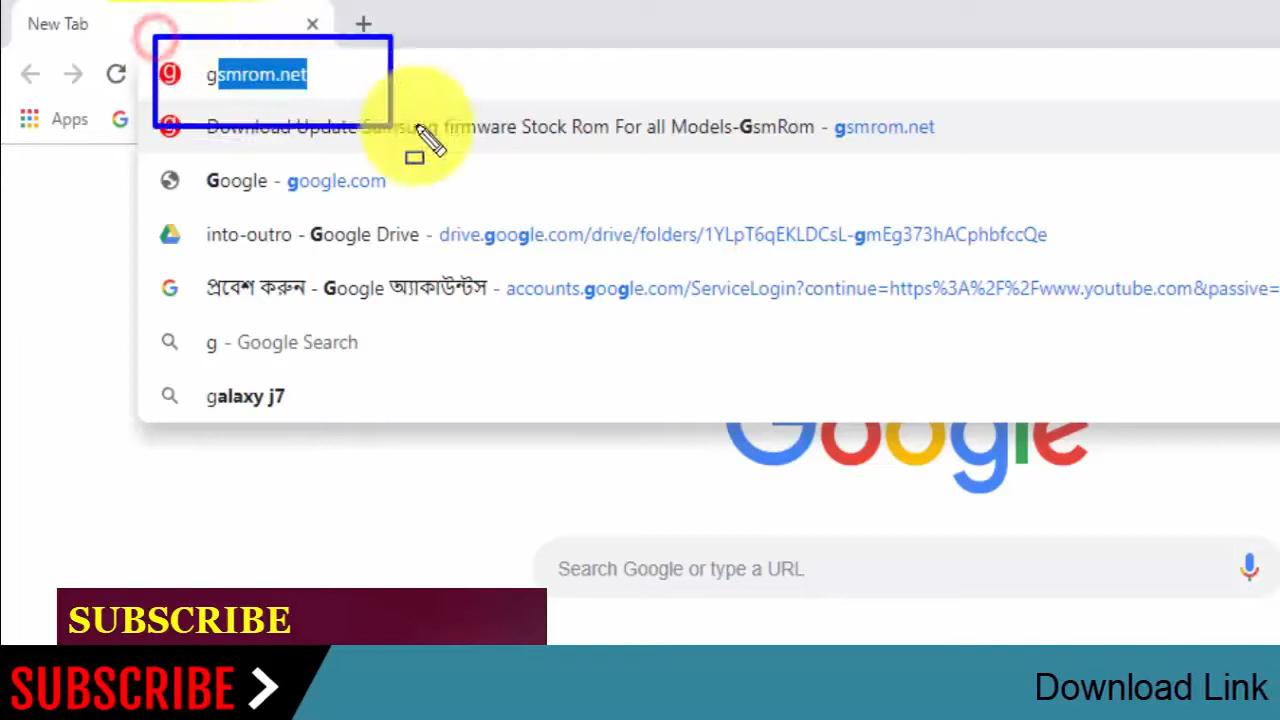 New Tab
gsmrom.net
Apps
Download Update Samsung firmware Stock Rom For all Models-GsmRom - gsmrom.net
Google - google.com
into-outro - Google Drive - drive.google.com/drive/folders/1YLpT6qEKLDCsL-gmEg373hACphbfccQe
প্রবেশ করুন - Google অ্যাকাউন্টস - accounts.google.com/ServiceLogin?continue=https%3A%2F%2Fwww.youtube.com&passive=
g - Google Search
galaxy j7
Google
Search Google or type a URL
SUBSCRIBE
SUBSCRIBE
Download Link